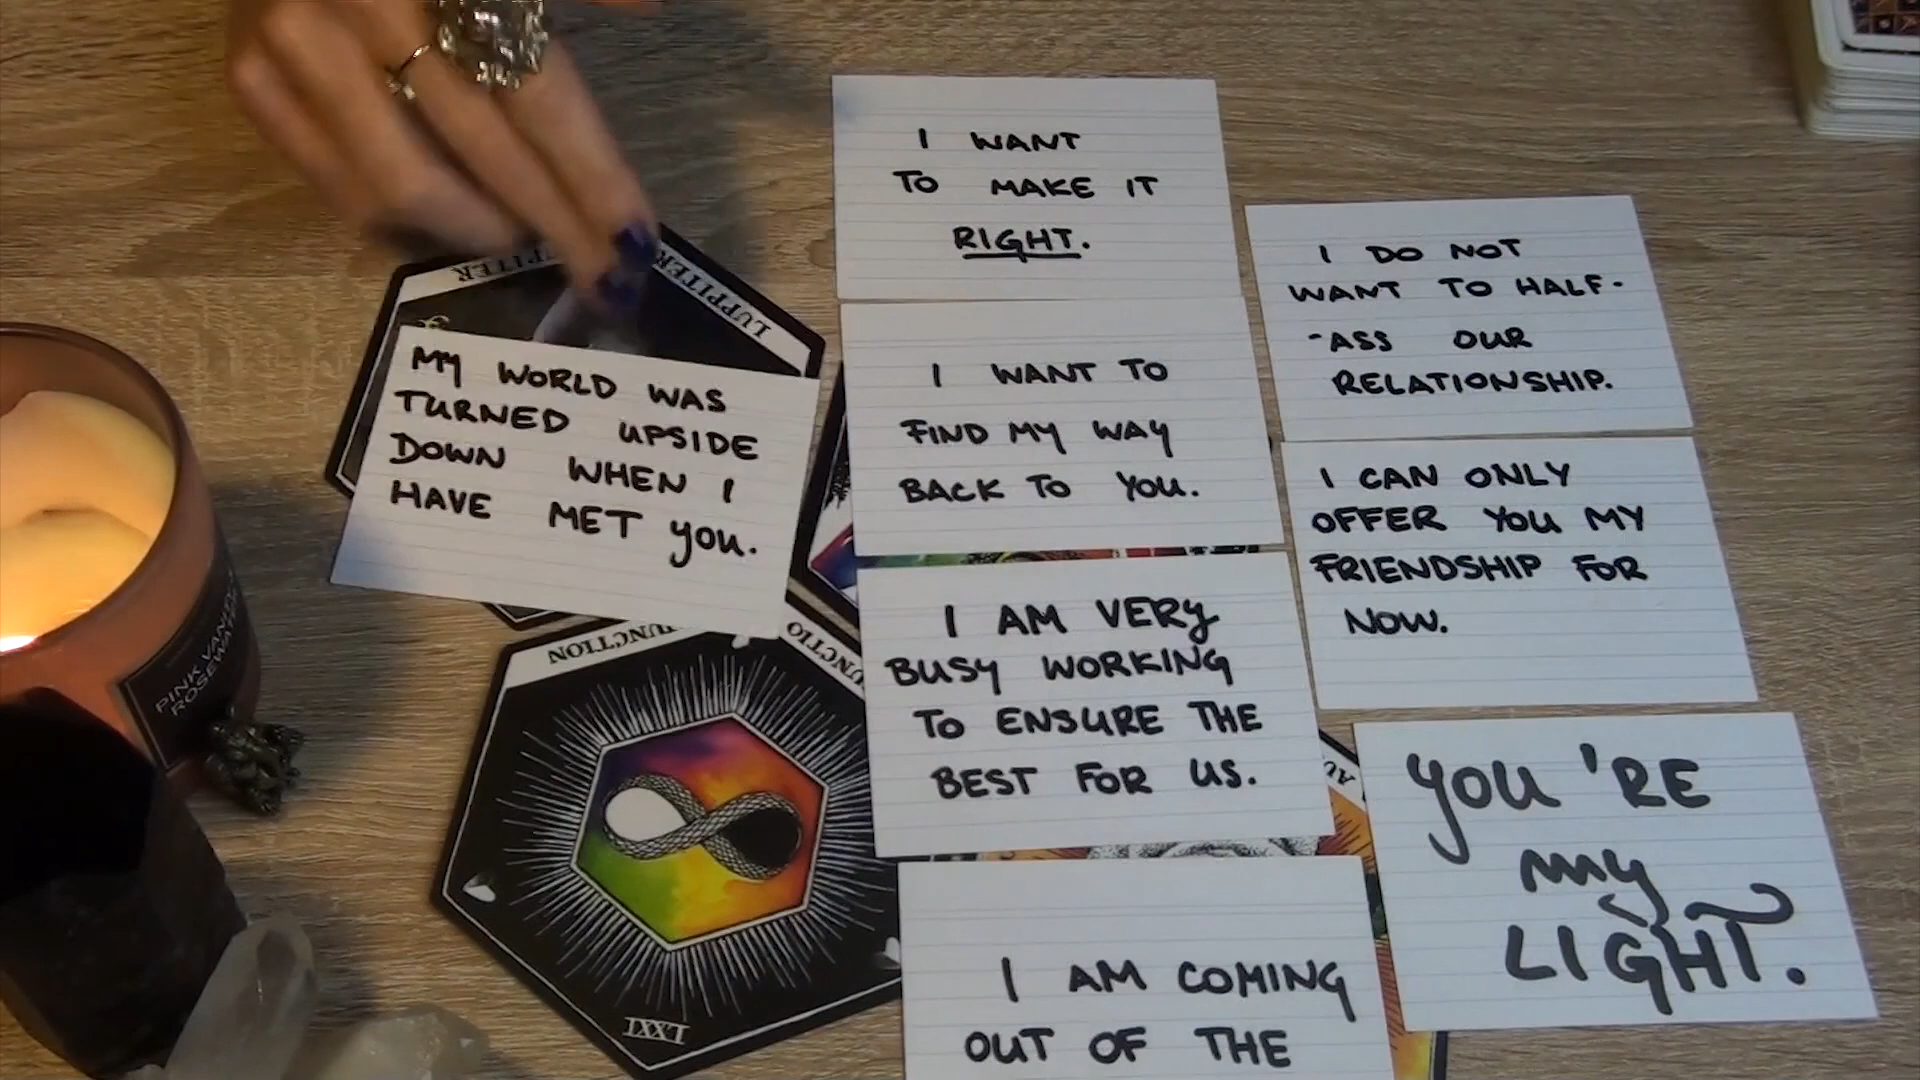 I WANT
TO MAKE IT
RIGHT.
I DO NOT
WANT TO HALF-
-ASS OUR
RELATIONSHIP.
MY WORLD WAS
TURNED UPSIDE
DOWN WHEN I
HAVE MET YOU.
I WANT TO
FIND MY WAY
BACK TO YOU.
I CAN ONLY
OFFER YOU MY
FRIENDSHIP FOR
NOW.
I AM VERY
BUSY WORKING
TO ENSURE THE
BEST FOR US.
YOU'RE
MY
LIGHT.
I AM COMING
OUT OF THE
LUPPITER
PINK
LXXI